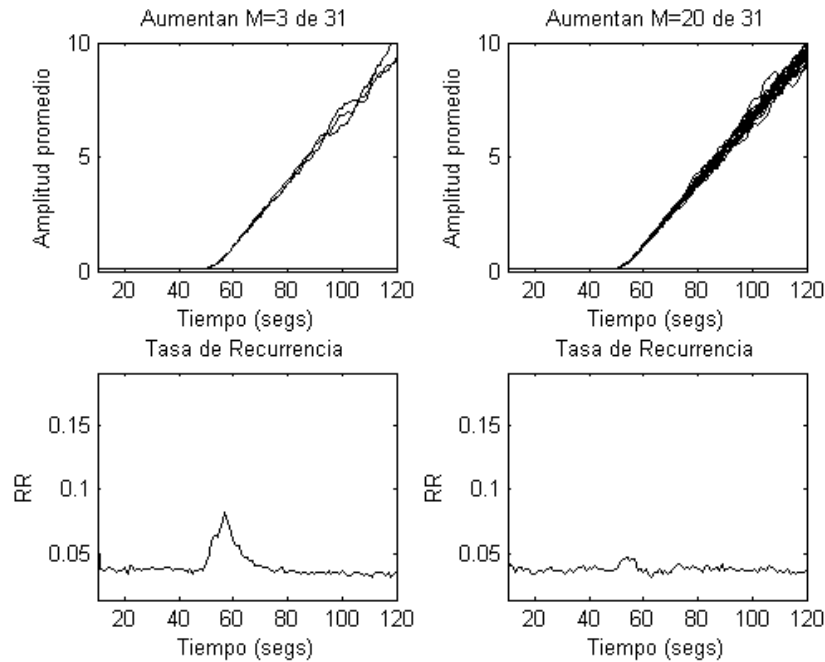 Aumentan M=3 de 31
Amplitud promedio
10
5
0
20 40 60 80 100 120
Tiempo (segs)
Aumentan M=20 de 31
Amplitud promedio
10
5
0
20 40 60 80 100 120
Tiempo (segs)
Tasa de Recurrencia
RR
0.15
0.1
0.05
20 40 60 80 100 120
Tiempo (segs)
Tasa de Recurrencia
RR
0.15
0.1
0.05
20 40 60 80 100 120
Tiempo (segs)